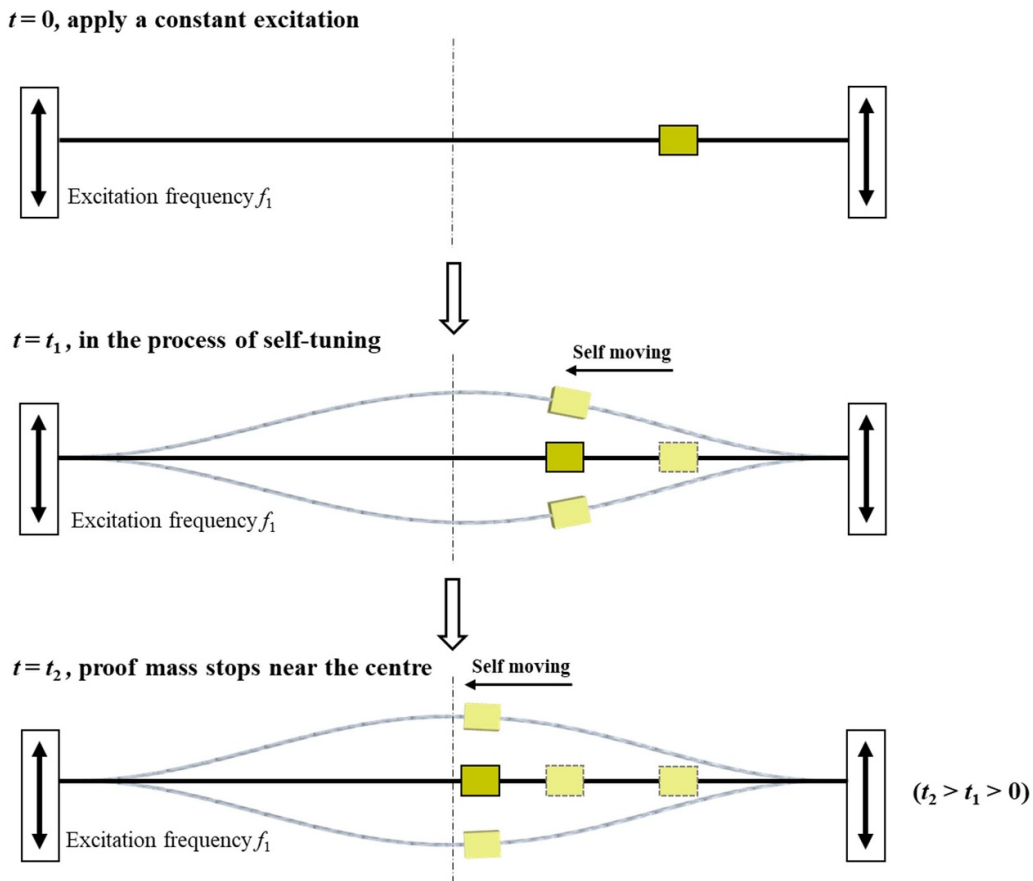 t = 0, apply a constant excitation
Excitation frequency f1
t = t1, in the process of self-tuning
Self moving
Excitation frequency f1
t = t2, proof mass stops near the centre
Self moving
(t2 > t1 > 0)
Excitation frequency f1